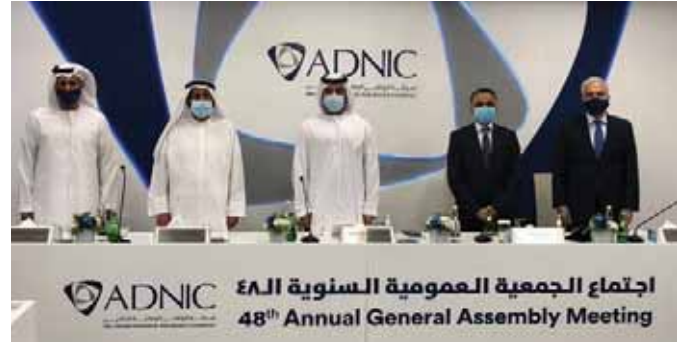 ADNIC
ADNIC
اجتماع الجمعية العمومية السنوية الـ٤٨
48th Annual General Assembly Meeting